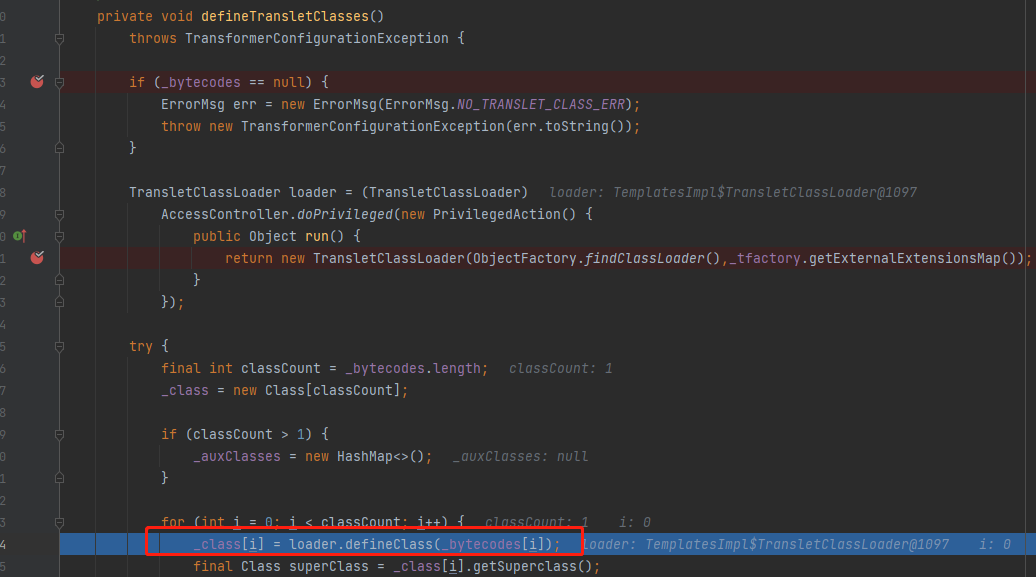 0 private void defineTransletClasses()
1 throws TransformerConfigurationException {
2
3 if (_bytecodes == null) {
4 ErrorMsg err = new ErrorMsg(ErrorMsg.NO_TRANSLET_CLASS_ERR);
5 throw new TransformerConfigurationException(err.toString());
6 }
7
8 TransletClassLoader loader = (TransletClassLoader) loader: TemplatesImpl$TransletClassLoader@1097
9 AccessController.doPrivileged(new PrivilegedAction() {
0 public Object run() {
1 return new TransletClassLoader(ObjectFactory.findClassLoader(),_tfactory.getExternalExtensionsMap());
2 }
3 });
4
5 try {
6 final int classCount = _bytecodes.length; classCount: 1
7 _class = new Class[classCount];
8
9 if (classCount > 1) {
0 _auxClasses = new HashMap<>(); _auxClasses: null
1 }
2
3 for (int i = 0; i < classCount; i++) { classCount: 1 i: 0
4 _class[i] = loader.defineClass(_bytecodes[i]); loader: TemplatesImpl$TransletClassLoader@1097 i: 0
5 final Class superClass = _class[i].getSuperclass();